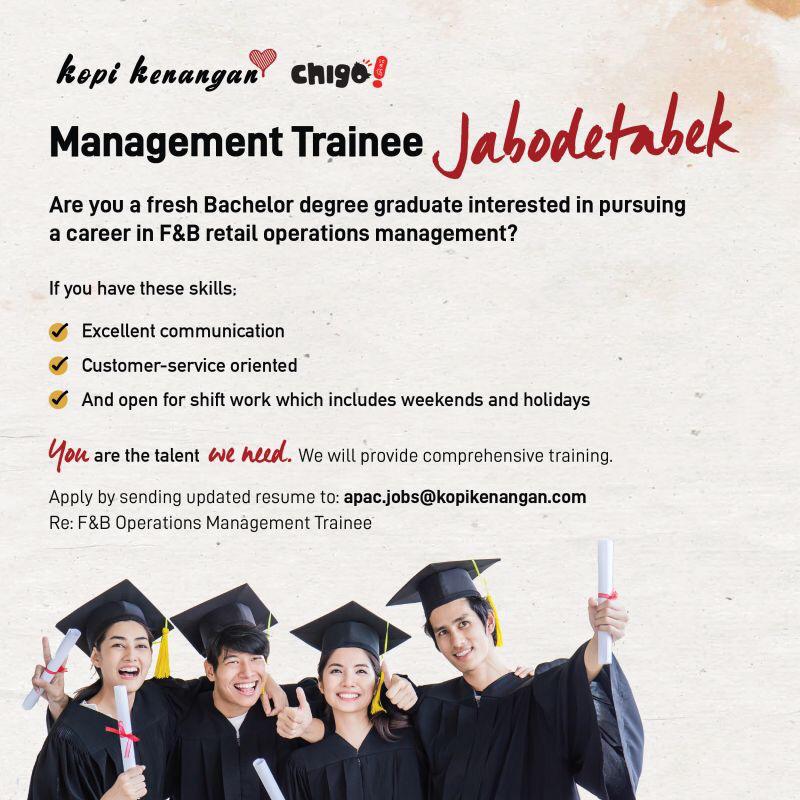 kopi kenangan chigo!
Management Trainee Jabodetabek
Are you a fresh Bachelor degree graduate interested in pursuing
a career in F&B retail operations management?
If you have these skills;
Excellent communication
Customer-service oriented
And open for shift work which includes weekends and holidays
You are the talent we need. We will provide comprehensive training.
Apply by sending updated resume to: apac.jobs@kopikenangan.com
Re: F&B Operations Management Trainee